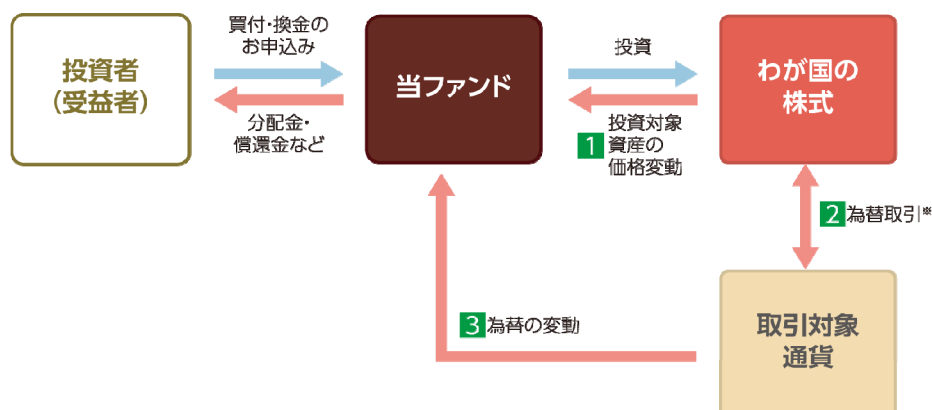 買付・換金の
お申込み
投資者
（受益者）
分配金・
償還金など
当ファンド
投資
1 投資対象
資産の
価格変動
わが国の
株式
2 為替取引※
3 為替の変動
取引対象
通貨